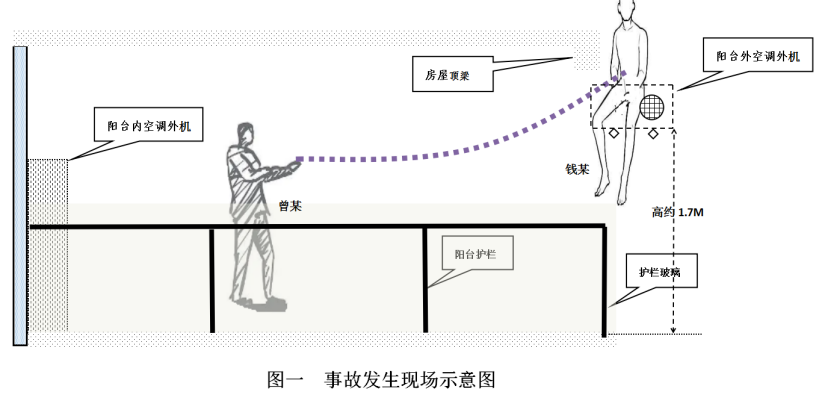 房屋顶梁
阳台外空调外机
阳台内空调外机
钱某
曾某
高约 1.7M
阳台护栏
护栏玻璃
图一 事故发生现场示意图